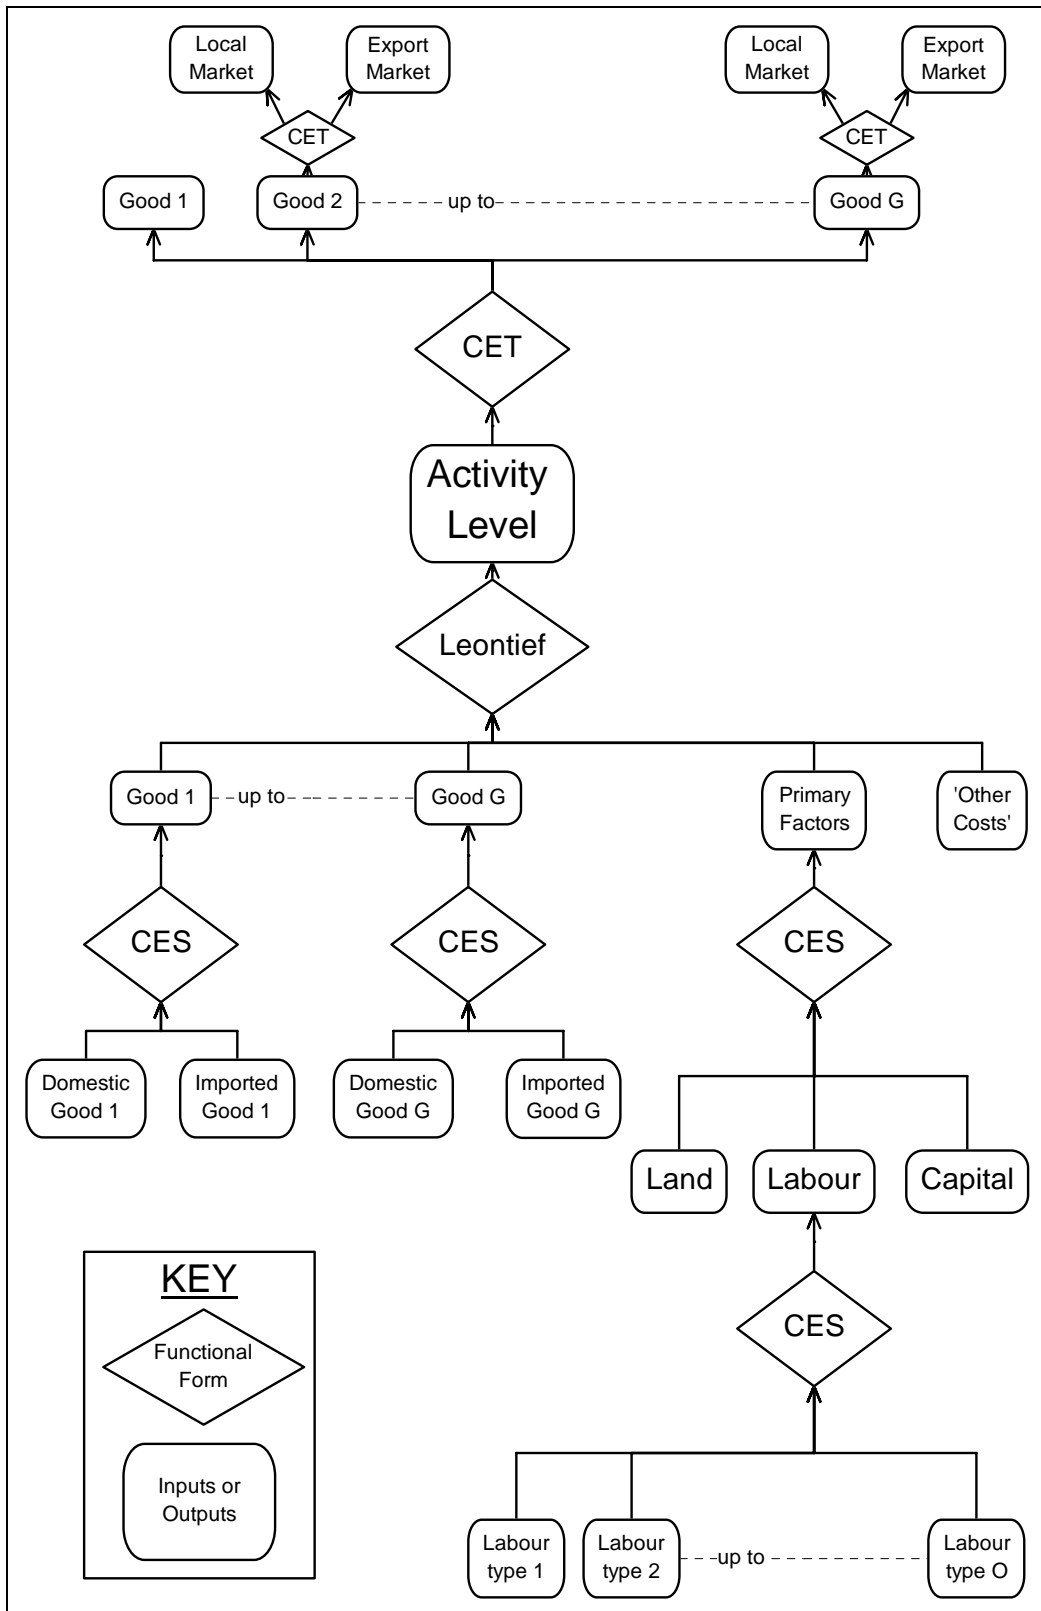 Local
Market
Export
Market
Local
Market
Export
Market
CET
CET
Good 1
Good 2
up to
Good G
CET
Activity
Level
Leontief
Good 1
up to
Good G
Primary
Factors
'Other
Costs'
CES
CES
CES
Domestic
Good 1
Imported
Good 1
Domestic
Good G
Imported
Good G
Land
Labour
Capital
KEY
Functional
Form
Inputs or
Outputs
CES
Labour
type 1
Labour
type 2
up to
Labour
type O